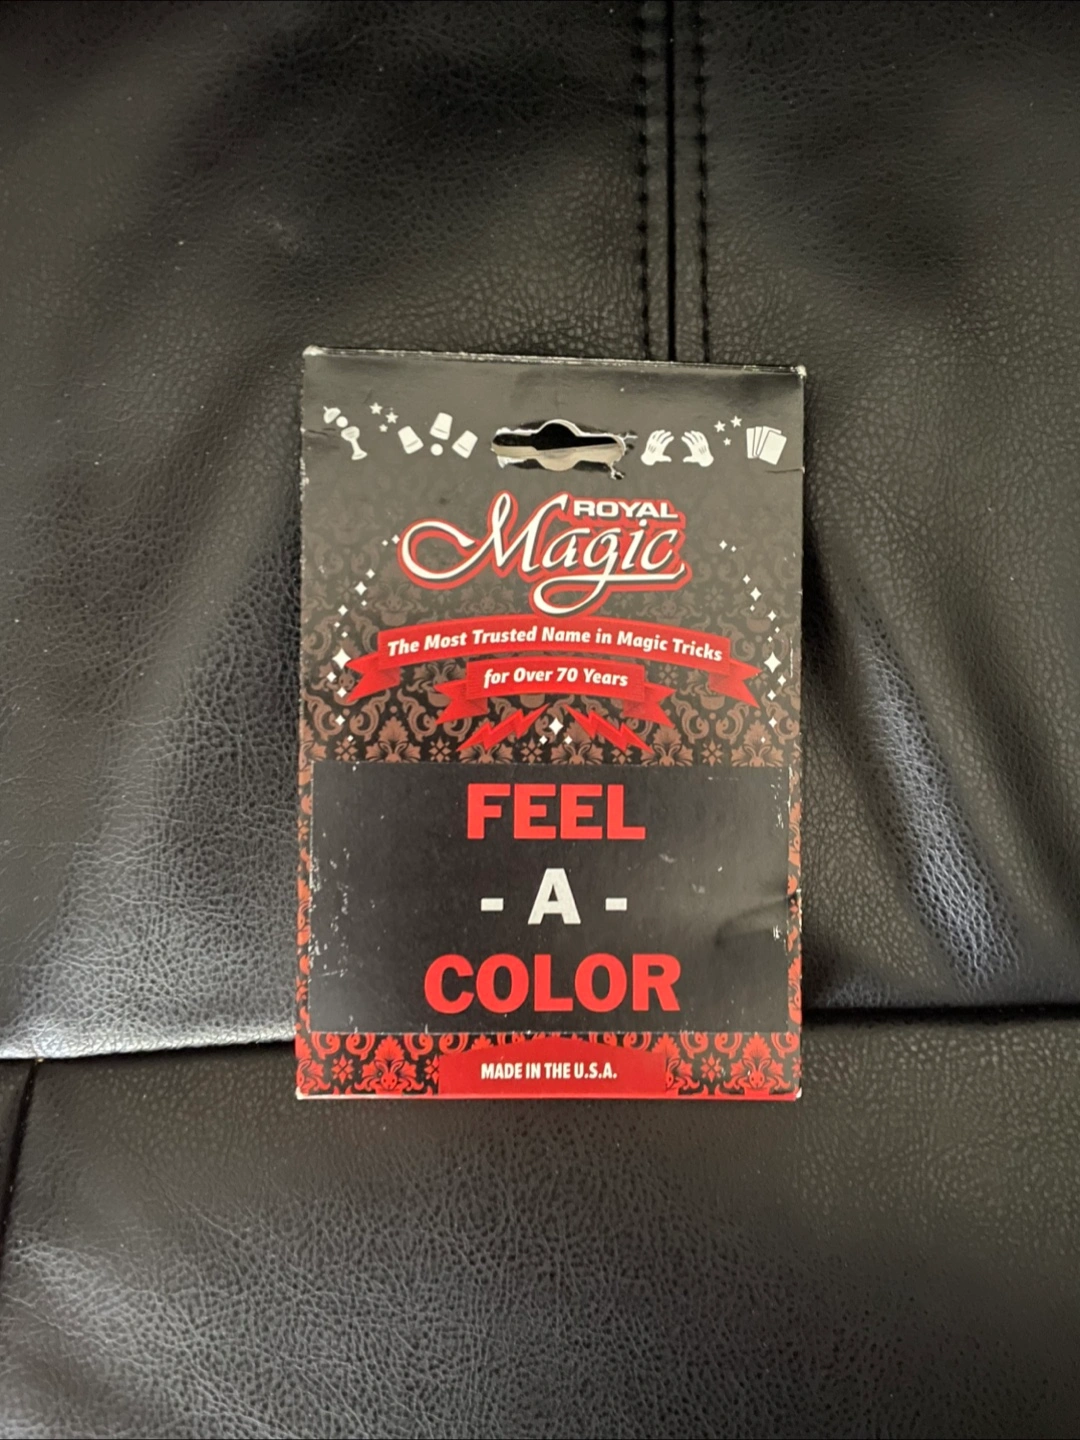 ROYAL
Magic
The Most Trusted Name in Magic Tricks
for Over 70 Years
FEEL
- A -
COLOR
MADE IN THE U.S.A.